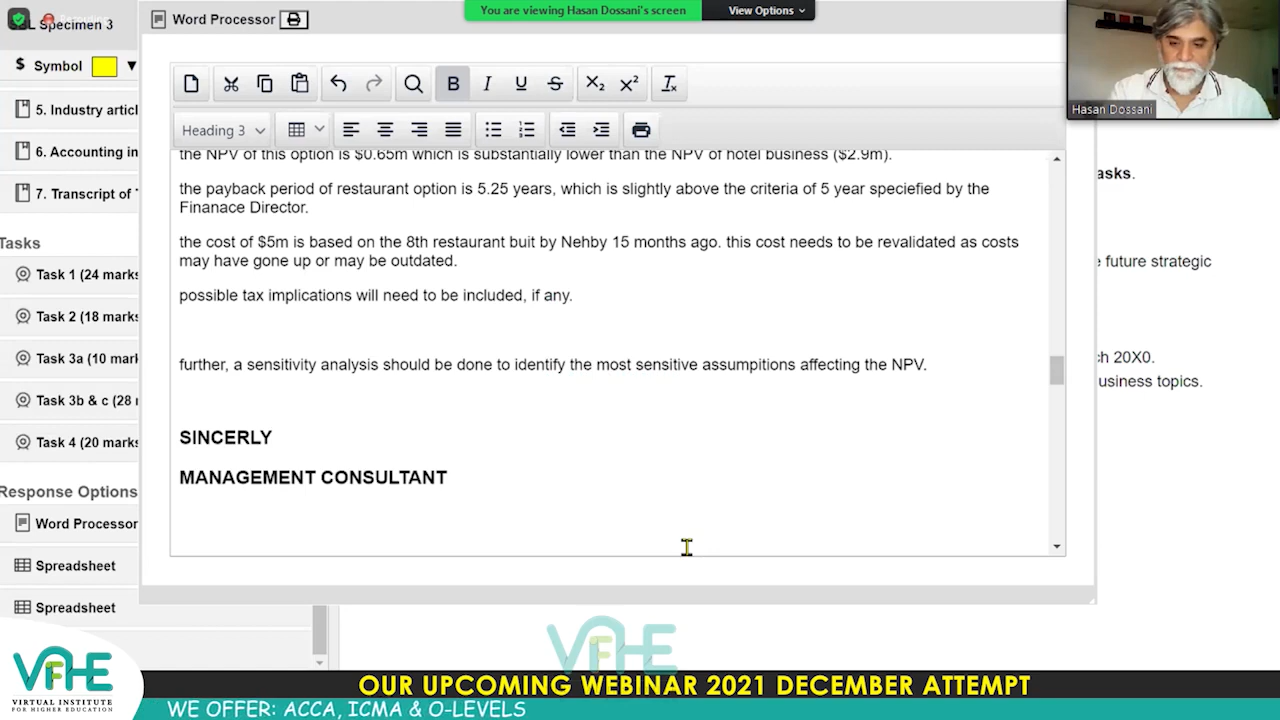 L Specimen 3
Word Processor
You are viewing Hasan Dossani's screen
View Options
$ Symbol
Hasan Dossani
5. Industry articl
Heading 3
6. Accounting in
the NPV of this option is $0.65m which is substantially lower than the NPV of hotel business ($2.9m).
7. Transcript of
the payback period of restaurant option is 5.25 years, which is slightly above the criteria of 5 year speciefied by the
Finanace Director.
asks.
Tasks
the cost of $5m is based on the 8th restaurant buit by Nehby 15 months ago. this cost needs to be revalidated as costs
may have gone up or may be outdated.
e future strategic
Task 1 (24 marks
possible tax implications will need to be included, if any.
Task 2 (18 marks
Task 3a (10 mark
further, a sensitivity analysis should be done to identify the most sensitive assumpitions affecting the NPV.
ch 20X0.
usiness topics.
Task 3b & c (28
Task 4 (20 marks
SINCERLY
MANAGEMENT CONSULTANT
Response Options
Word Processor
Spreadsheet
Spreadsheet
VIFHE
VIFHE
VIRTUAL INSTITUTE
FOR HIGHER EDUCATION
OUR UPCOMING WEBINAR 2021 DECEMBER ATTEMPT
WE OFFER: ACCA, ICMA & O-LEVELS